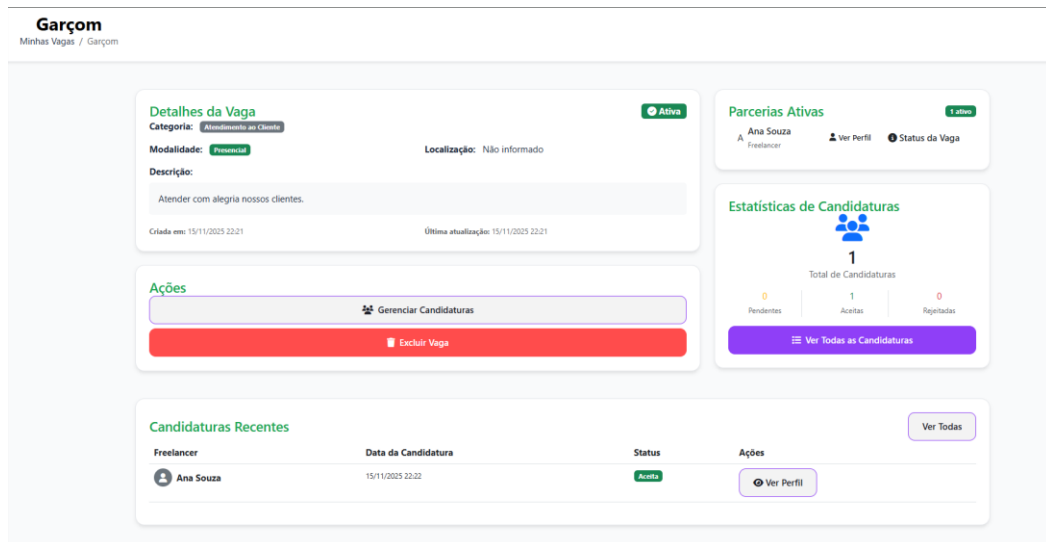 Garçom
Minhas Vagas / Garçom
Detalhes da Vaga
Ativa
Categoria: Atendimento ao Cliente
Modalidade: Presencial
Localização: Não informado
Descrição:
Atender com alegria nossos clientes.
Criada em: 15/11/2025 22:21
Última atualização: 15/11/2025 22:21
Ações
Gerenciar Candidaturas
Excluir Vaga
Parcerias Ativas
1 ativo
A
Ana Souza
Freelancer
Ver Perfil
Status da Vaga
Estatísticas de Candidaturas
1
Total de Candidaturas
0
Pendentes
1
Aceitas
0
Rejeitadas
Ver Todas as Candidaturas
Candidaturas Recentes
Ver Todas
Freelancer Data da Candidatura Status Ações
Ana Souza 15/11/2025 22:22 Aceita Ver Perfil